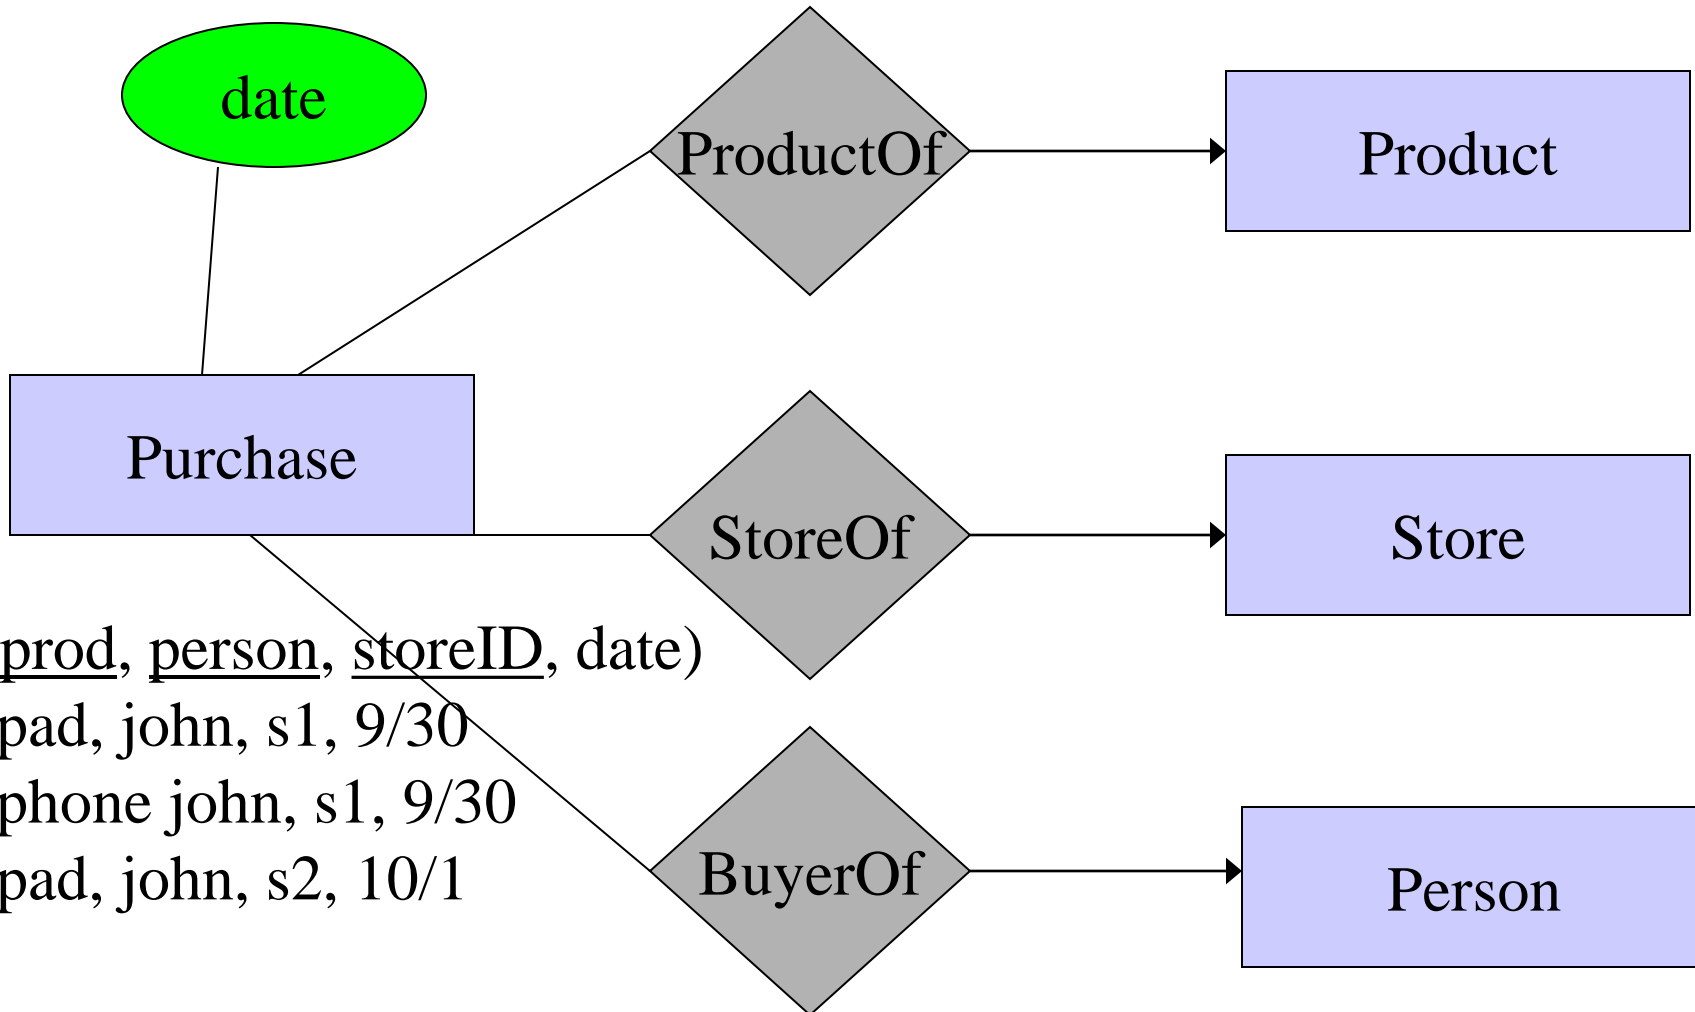 date
ProductOf
Product
Purchase
StoreOf
Store
prod, person, storeID, date)
pad, john, s1, 9/30
phone john, s1, 9/30
pad, john, s2, 10/1
BuyerOf
Person